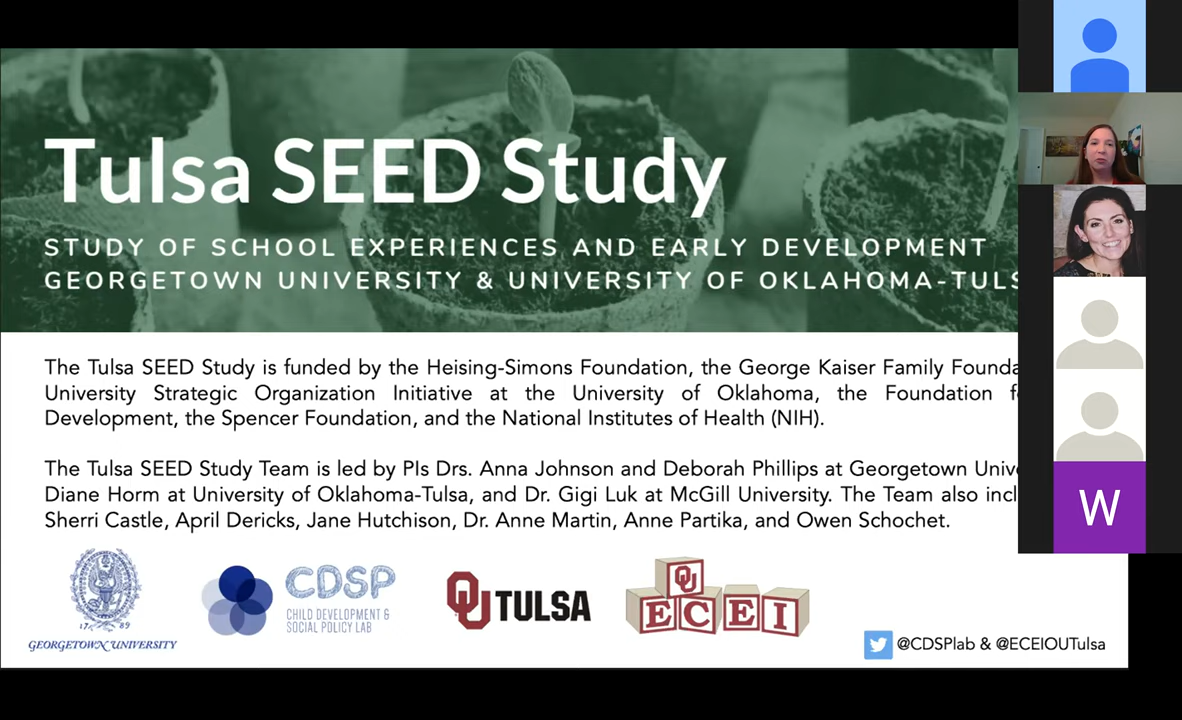 Tulsa SEED Study
STUDY OF SCHOOL EXPERIENCES AND EARLY DEVELOPMENT
GEORGETOWN UNIVERSITY & UNIVERSITY OF OKLAHOMA-TULS
The Tulsa SEED Study is funded by the Heising-Simons Foundation, the George Kaiser Family Founda
University Strategic Organization Initiative at the University of Oklahoma, the Foundation f
Development, the Spencer Foundation, and the National Institutes of Health (NIH).
The Tulsa SEED Study Team is led by PIs Drs. Anna Johnson and Deborah Phillips at Georgetown Unive
Diane Horm at University of Oklahoma-Tulsa, and Dr. Gigi Luk at McGill University. The Team also incl
Sherri Castle, April Dericks, Jane Hutchison, Dr. Anne Martin, Anne Partika, and Owen Schochet.
17 89
GEORGETOWN UNIVERSITY
CDSP
CHILD DEVELOPMENT &
SOCIAL POLICY LAB
OU TULSA
OU
ECEI
@CDSPlab & @ECEIOUTulsa
W